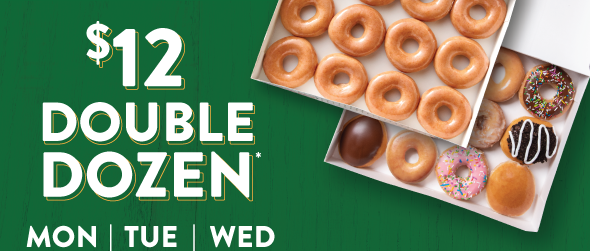 $12
DOUBLE
DOZEN*
MON | TUE | WED